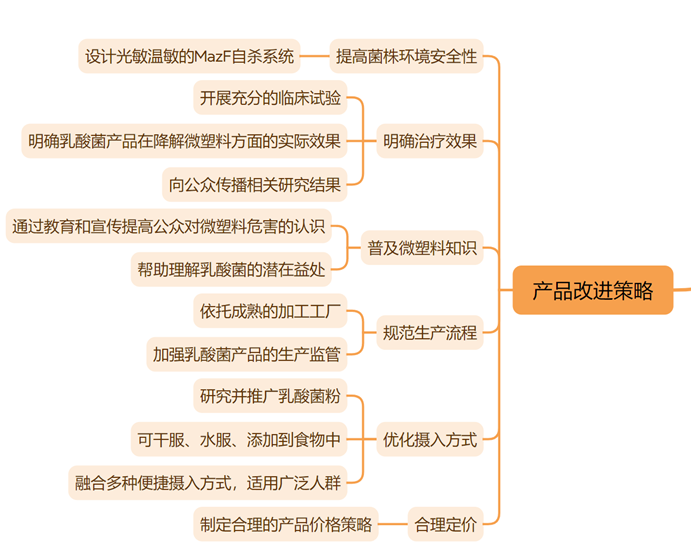 设计光敏温敏的MazF自杀系统
提高菌株环境安全性
开展充分的临床试验
明确乳酸菌产品在降解微塑料方面的实际效果
明确治疗效果
向公众传播相关研究结果
通过教育和宣传提高公众对微塑料危害的认识
普及微塑料知识
帮助理解乳酸菌的潜在益处
产品改进策略
依托成熟的加工工厂
规范生产流程
加强乳酸菌产品的生产监管
研究并推广乳酸菌粉
可干服、水服、添加到食物中
优化摄入方式
融合多种便捷摄入方式，适用广泛人群
制定合理的产品价格策略
合理定价